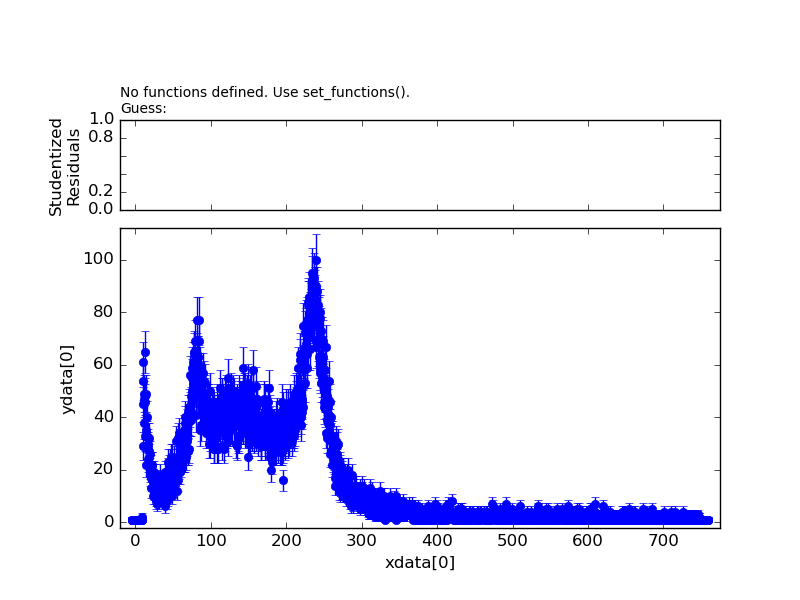 No functions defined. Use set_functions().
Guess:
Studentized
Residuals
1.0
0.8
0.2
0.0
ydata[0]
100
80
60
40
20
0
0 100 200 300 400 500 600 700
xdata[0]